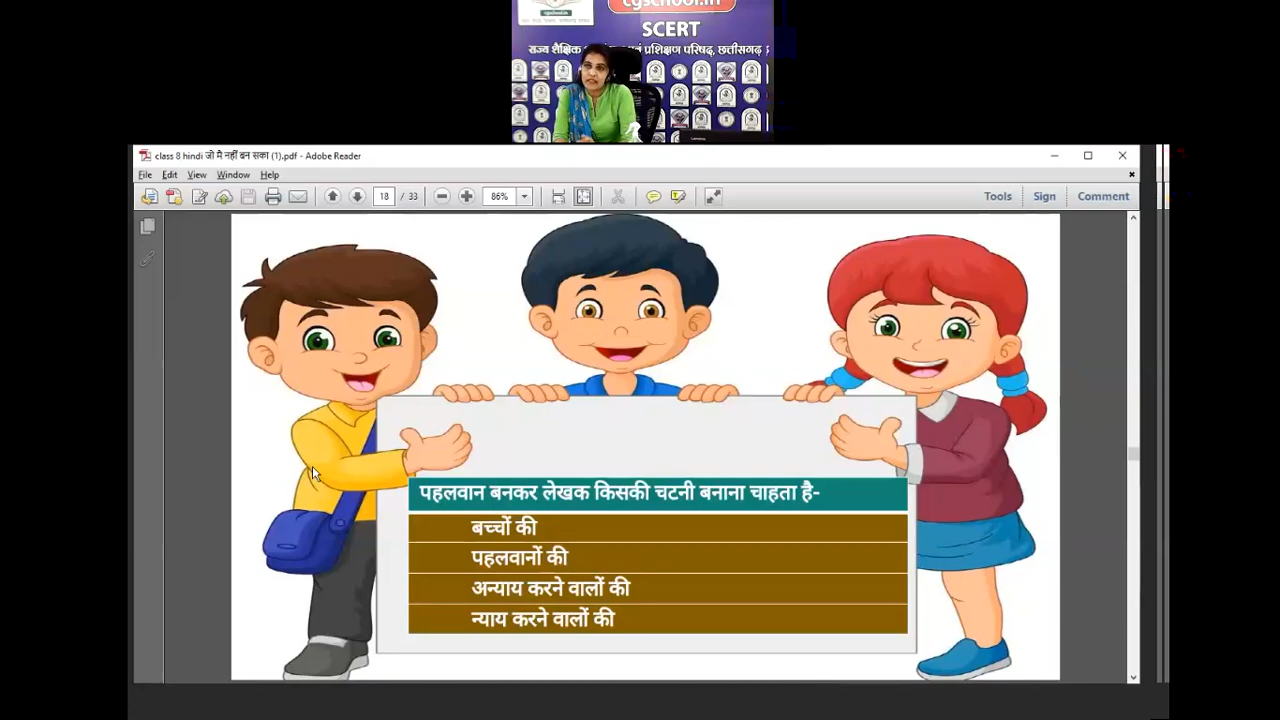 cgschool.in
SCERT
राज्य शैक्षिक
प्रशिक्षण परिषद, छत्तीसगढ़
class 8 hindi जो मै नहीं बन सका (1).pdf - Adobe Reader
File Edit View Window Help
18 / 33 86% Tools Sign Comment
पहलवान बनकर लेखक किसकी चटनी बनाना चाहता है-
बच्चों की
पहलवानों की
अन्याय करने वालों की
न्याय करने वालों की